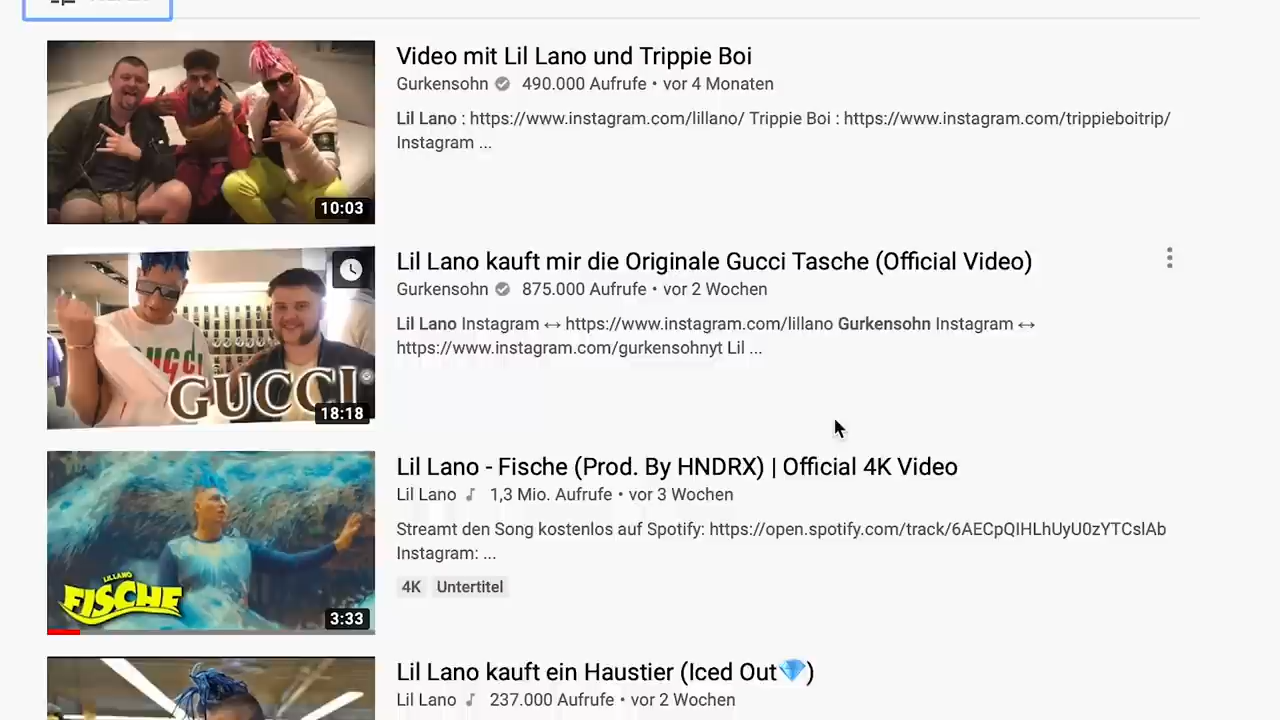 Video mit Lil Lano und Trippie Boi
Gurkensohn 490.000 Aufrufe • vor 4 Monaten
Lil Lano : https://www.instagram.com/lillano/ Trippie Boi : https://www.instagram.com/trippieboitrip/
Instagram ...
10:03
Lil Lano kauft mir die Originale Gucci Tasche (Official Video)
Gurkensohn 875.000 Aufrufe • vor 2 Wochen
Lil Lano Instagram ↔ https://www.instagram.com/lillano Gurkensohn Instagram ↔
https://www.instagram.com/gurkensohnyt Lil ...
GUCCI
18:18
Lil Lano - Fische (Prod. By HNDRX) | Official 4K Video
Lil Lano 1,3 Mio. Aufrufe • vor 3 Wochen
Streamt den Song kostenlos auf Spotify: https://open.spotify.com/track/6AECpQIHLhUyU0zYTCslAb
Instagram: ...
4K Untertitel
LIL LANO
FISCHE
3:33
Lil Lano kauft ein Haustier (Iced Out💎)
Lil Lano 237.000 Aufrufe • vor 2 Wochen